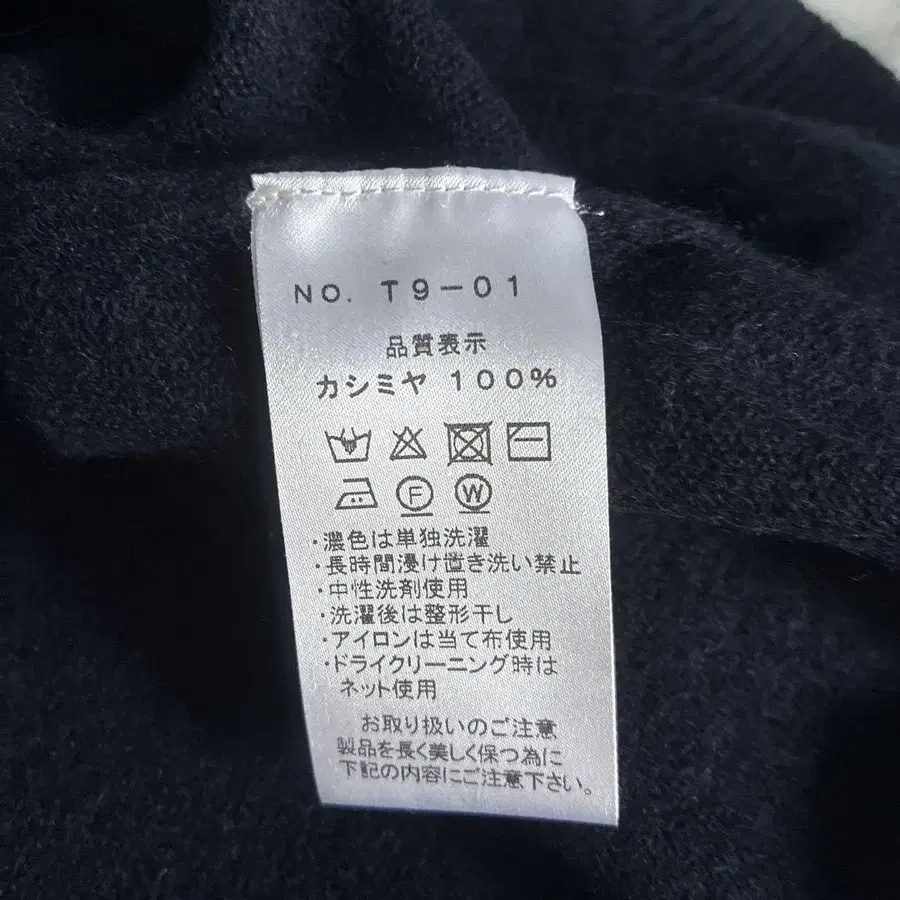 NO. T9-01
品質表示
カシミヤ 100%
F W
・濃色は単独洗濯
・長時間浸け置き洗い禁止
・中性洗剤使用
・洗濯後は整形干し
・アイロンは当て布使用
・ドライクリーニング時は
ネット使用
お取り扱いのご注意
製品を長く美しく保つ為に
下記の内容にご注意下さい。